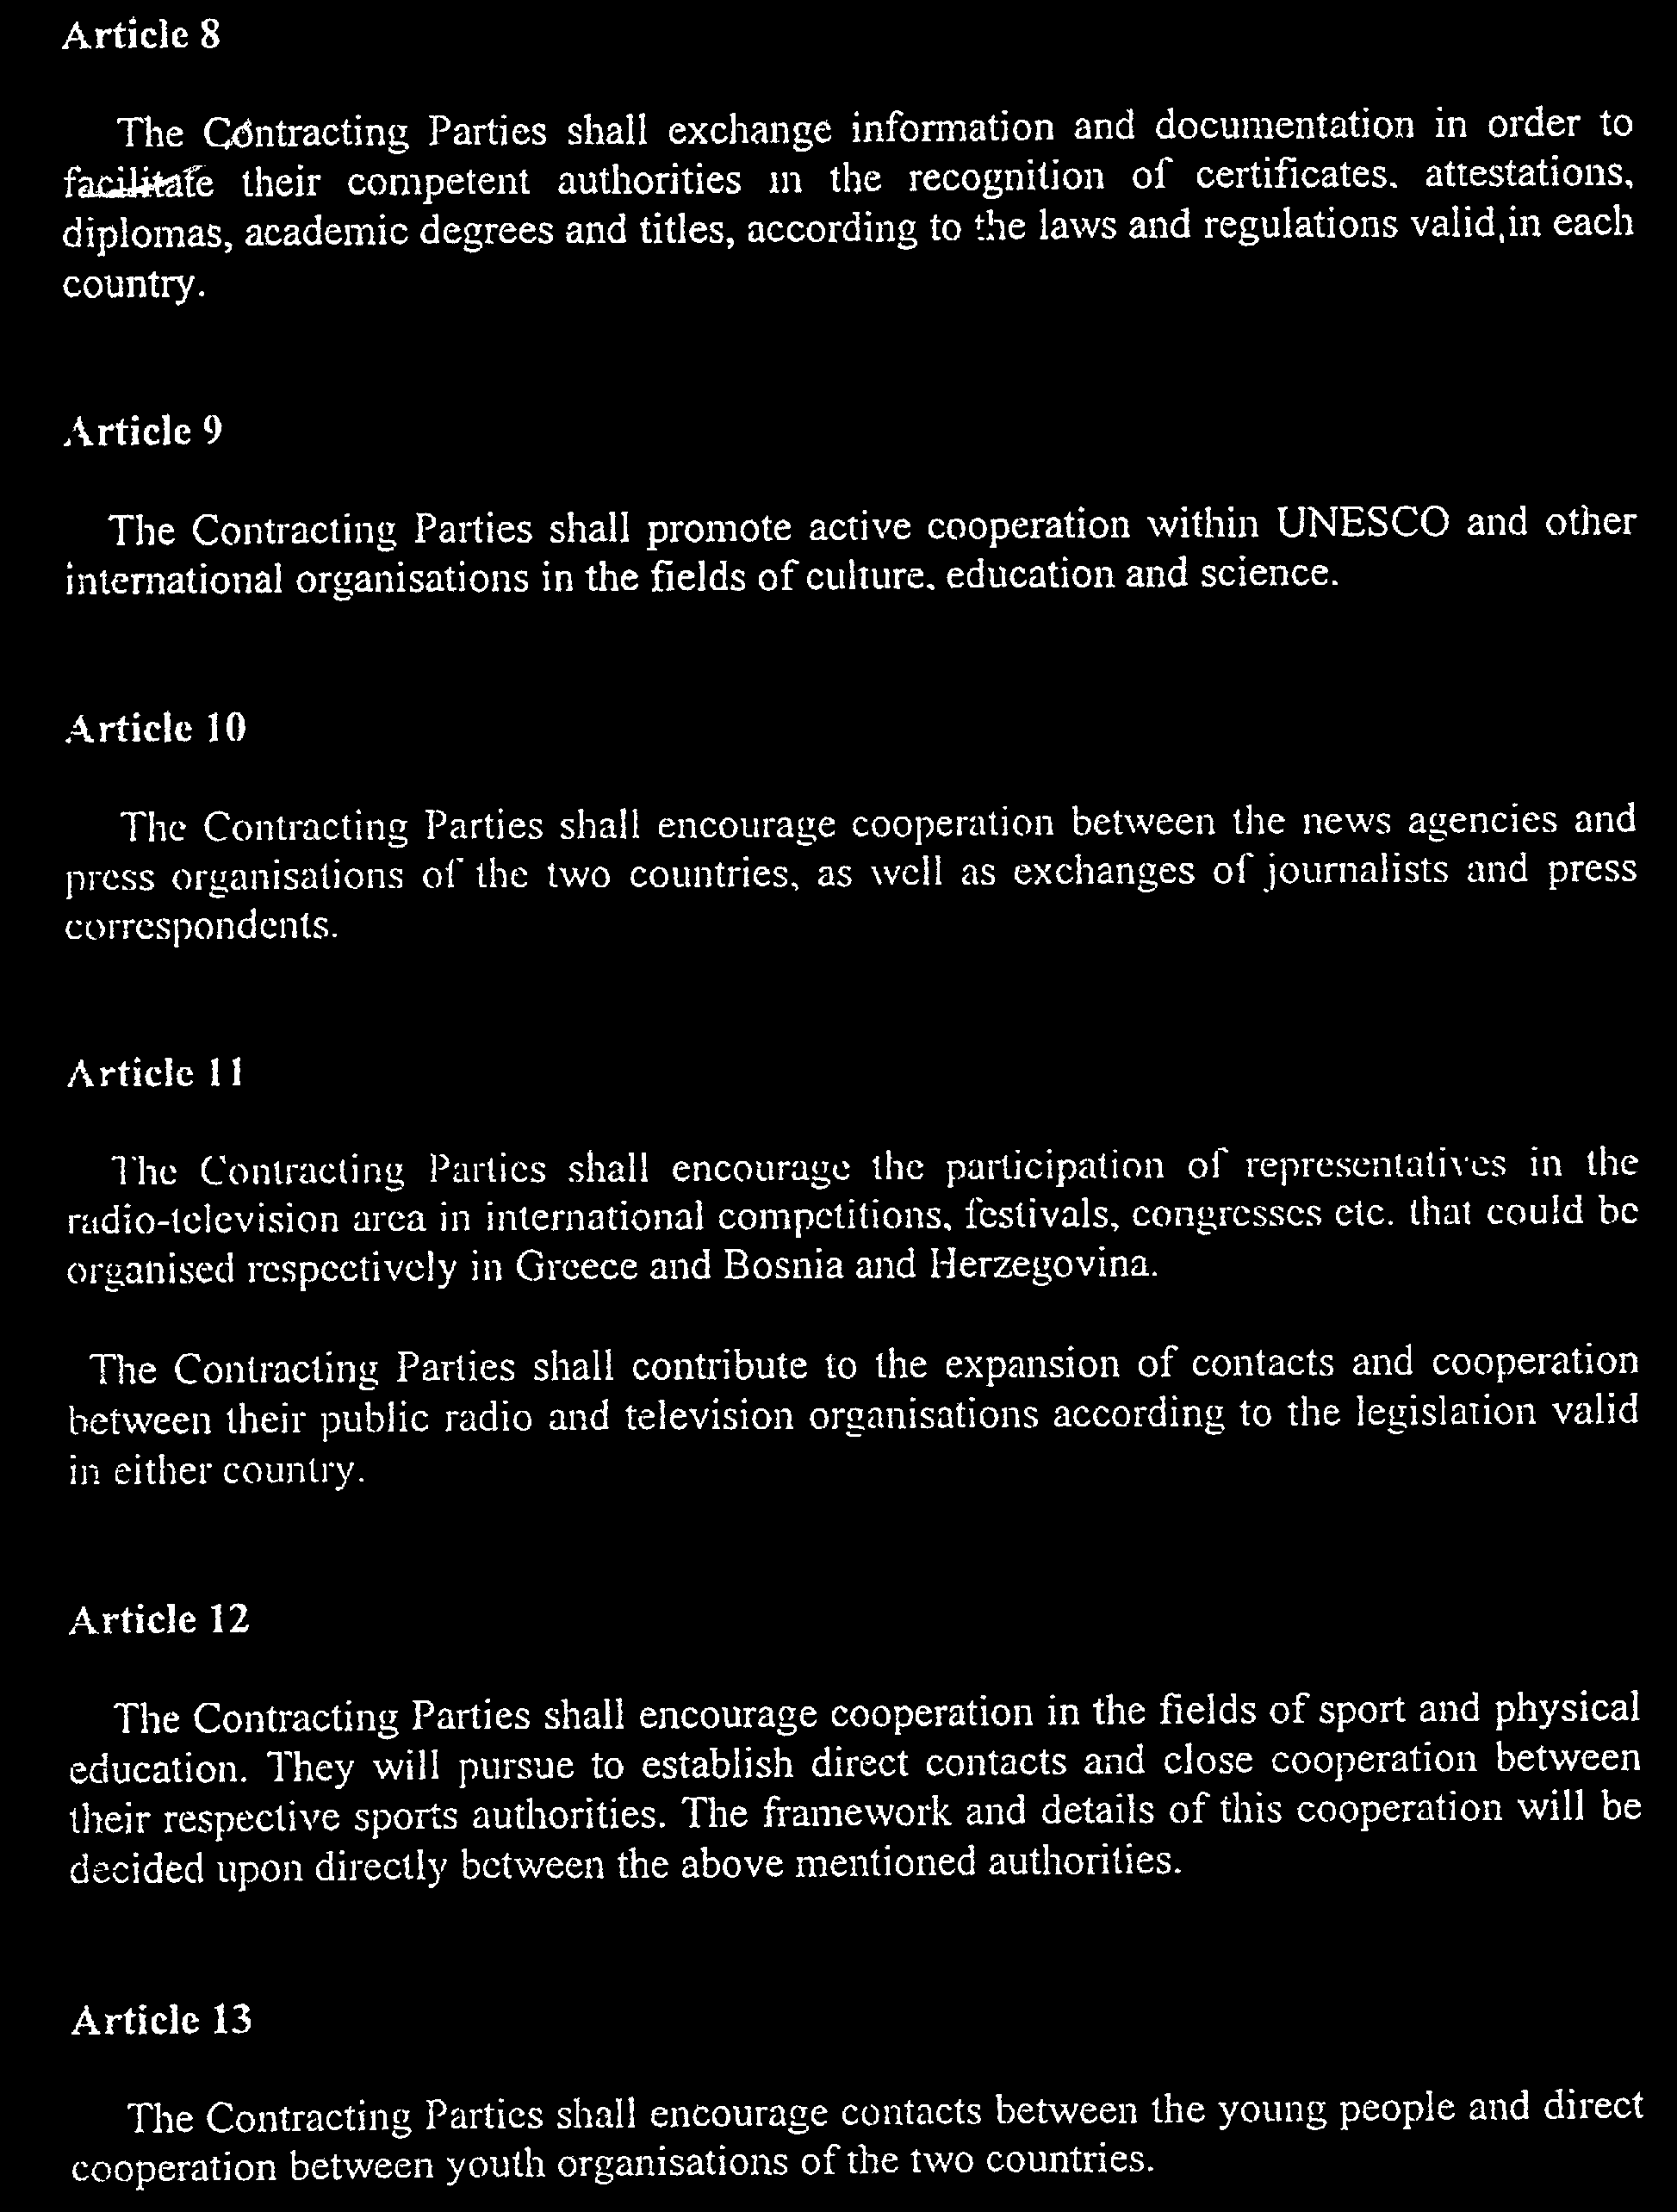 Article 8
The Contracting Parties shall exchange information and documentation in order to
facilitate their competent authorities in the recognition of certificates, attestations,
diplomas, academic degrees and titles, according to the laws and regulations valid in each
country.
Article 9
The Contracting Parties shall promote active cooperation within UNESCO and other
international organisations in the fields of culture, education and science.
Article 10
The Contracting Parties shall encourage cooperation between the news agencies and
press organisations of the two countries, as well as exchanges of journalists and press
correspondents.
Article 11
The Contracting Parties shall encourage the participation of representatives in the
radio-television area in international competitions, festivals, congresses etc. that could be
organised respectively in Greece and Bosnia and Herzegovina.
The Contracting Parties shall contribute to the expansion of contacts and cooperation
between their public radio and television organisations according to the legislation valid
in either country.
Article 12
The Contracting Parties shall encourage cooperation in the fields of sport and physical
education. They will pursue to establish direct contacts and close cooperation between
their respective sports authorities. The framework and details of this cooperation will be
decided upon directly between the above mentioned authorities.
Article 13
The Contracting Parties shall encourage contacts between the young people and direct
cooperation between youth organisations of the two countries.